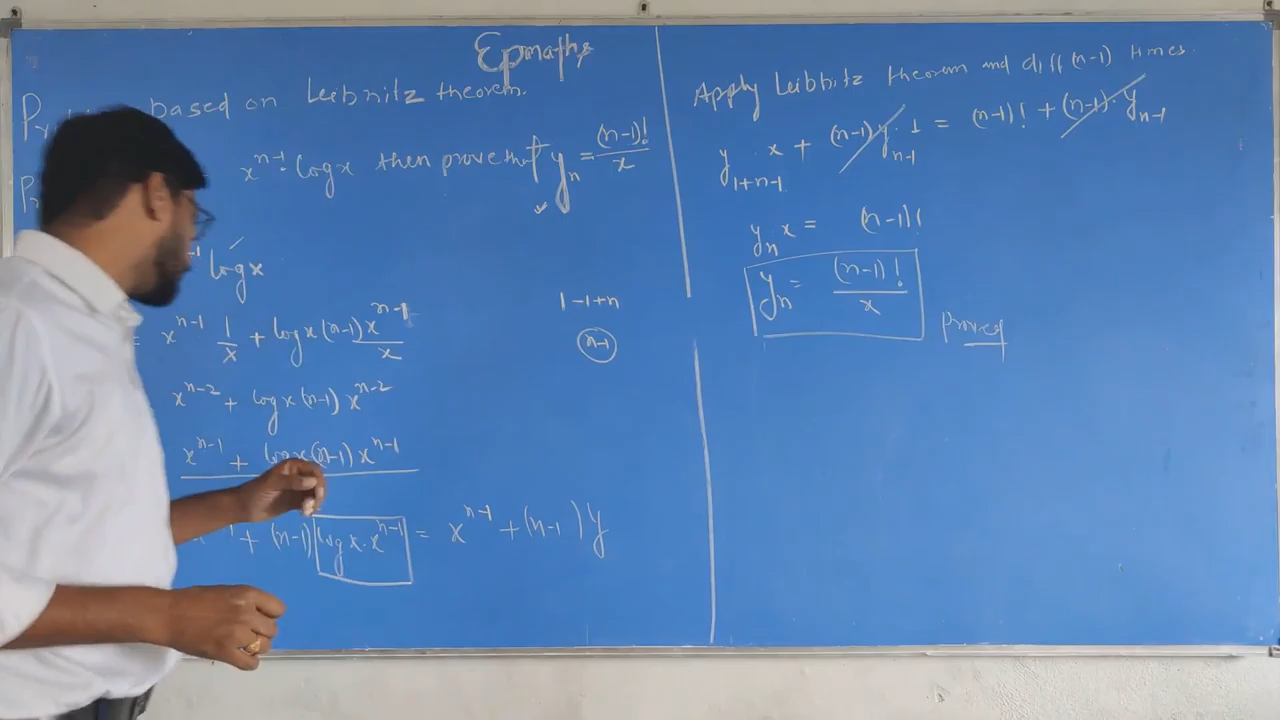 Epmaths
based on Leibnitz theorem.
x^{n-1}. log x then prove that y_n = (n-1)!/x
log x
= x^{n-1} 1/x + log x (n-1) x^{n-1}/x
x^{n-2} + log x (n-1) x^{n-2}
x^{n-1} + log x (n-1) x^{n-1}
+ (n-1) log x. x^{n-1} = x^{n-1} + (n-1) y
1-1+n
n-1
Apply Leibbitz theorem and diff (n-1) times.
y_{1+n-1} . x + (n-1) y_{n-1} . 1 = (n-1)! + (n-1). y_{n-1}
y_n x = (n-1)!
y_n = (n-1)!/x
Proved